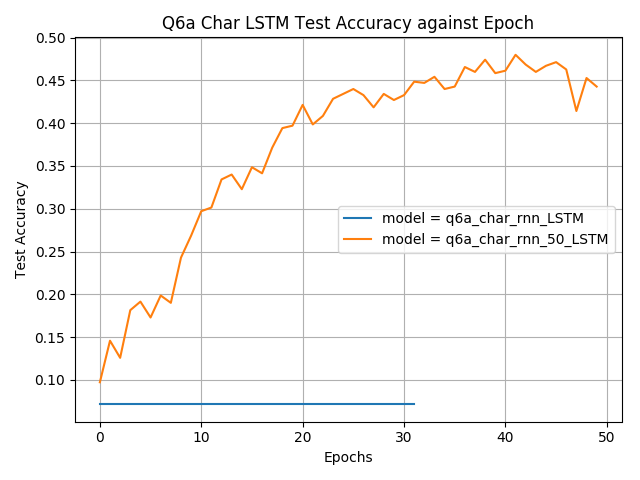 Q6a Char LSTM Test Accuracy against Epoch
0.50
0.45
0.40
0.35
0.30
0.25
0.20
0.15
0.10
Test Accuracy
model = q6a_char_rnn_LSTM
model = q6a_char_rnn_50_LSTM
0 10 20 30 40 50
Epochs